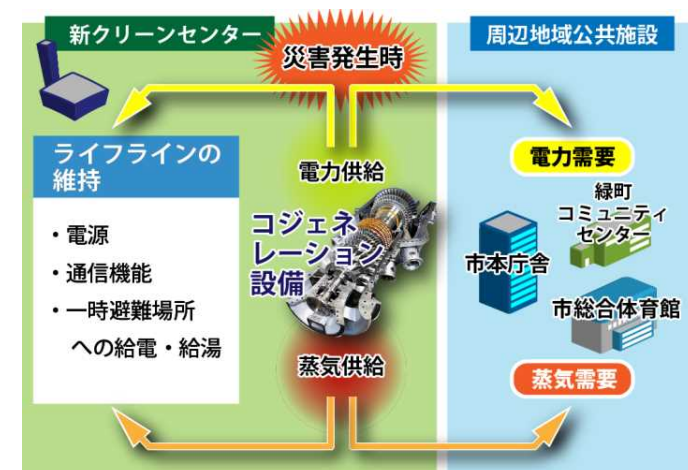 新クリーンセンター
災害発生時
周辺地域公共施設
ライフラインの
維持
・電源
・通信機能
・一時避難場所
への給電・給湯
電力供給
コジェネ
レーション
設備
蒸気供給
電力需要
緑町
コミュニティ
センター
市本庁舎
市総合体育館
蒸気需要